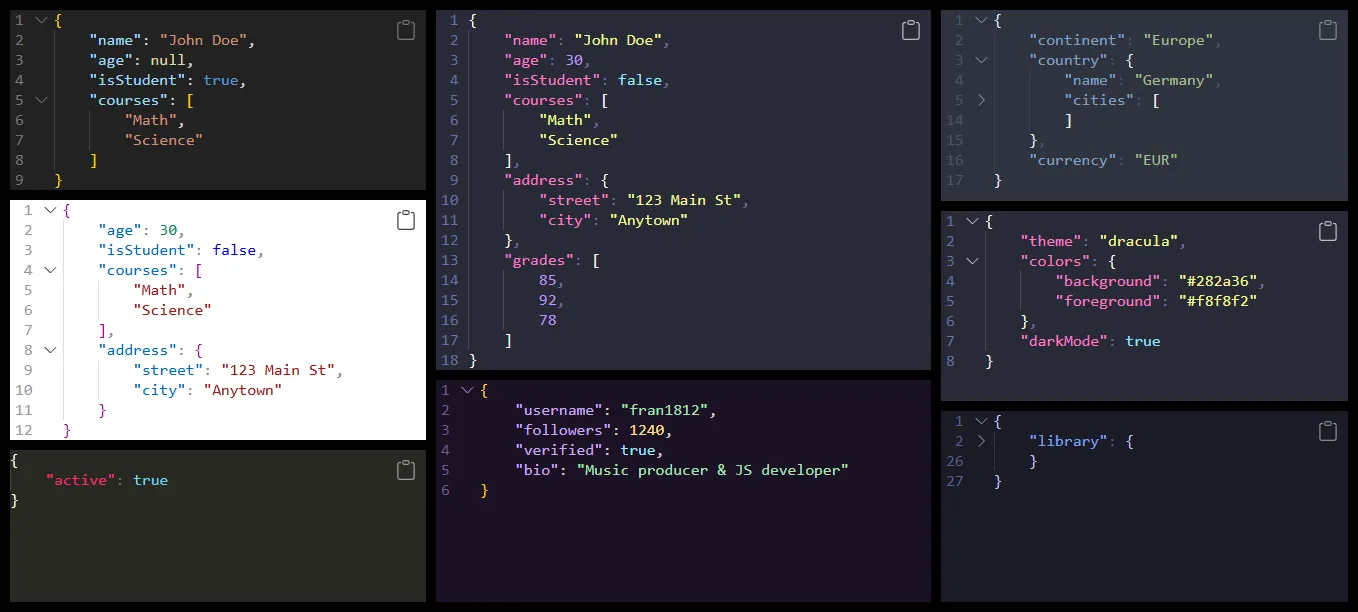 1 {
2 "name": "John Doe",
3 "age": null,
4 "isStudent": true,
5 "courses": [
6 "Math",
7 "Science"
8 ]
9 }
1 {
2 "age": 30,
3 "isStudent": false,
4 "courses": [
5 "Math",
6 "Science"
7 ],
8 "address": {
9 "street": "123 Main St",
10 "city": "Anytown"
11 }
12 }
{
"active": true
}
1 {
2 "name": "John Doe",
3 "age": 30,
4 "isStudent": false,
5 "courses": [
6 "Math",
7 "Science"
8 ],
9 "address": {
10 "street": "123 Main St",
11 "city": "Anytown"
12 },
13 "grades": [
14 85,
15 92,
16 78
17 ]
18 }
1 {
2 "username": "fran1812",
3 "followers": 1240,
4 "verified": true,
5 "bio": "Music producer & JS developer"
6 }
1 {
2 "continent": "Europe",
3 "country": {
4 "name": "Germany",
5 "cities": [
14 ]
15 },
16 "currency": "EUR"
17 }
1 {
2 "theme": "dracula",
3 "colors": {
4 "background": "#282a36",
5 "foreground": "#f8f8f2"
6 },
7 "darkMode": true
8 }
1 {
2 "library": {
26 }
27 }